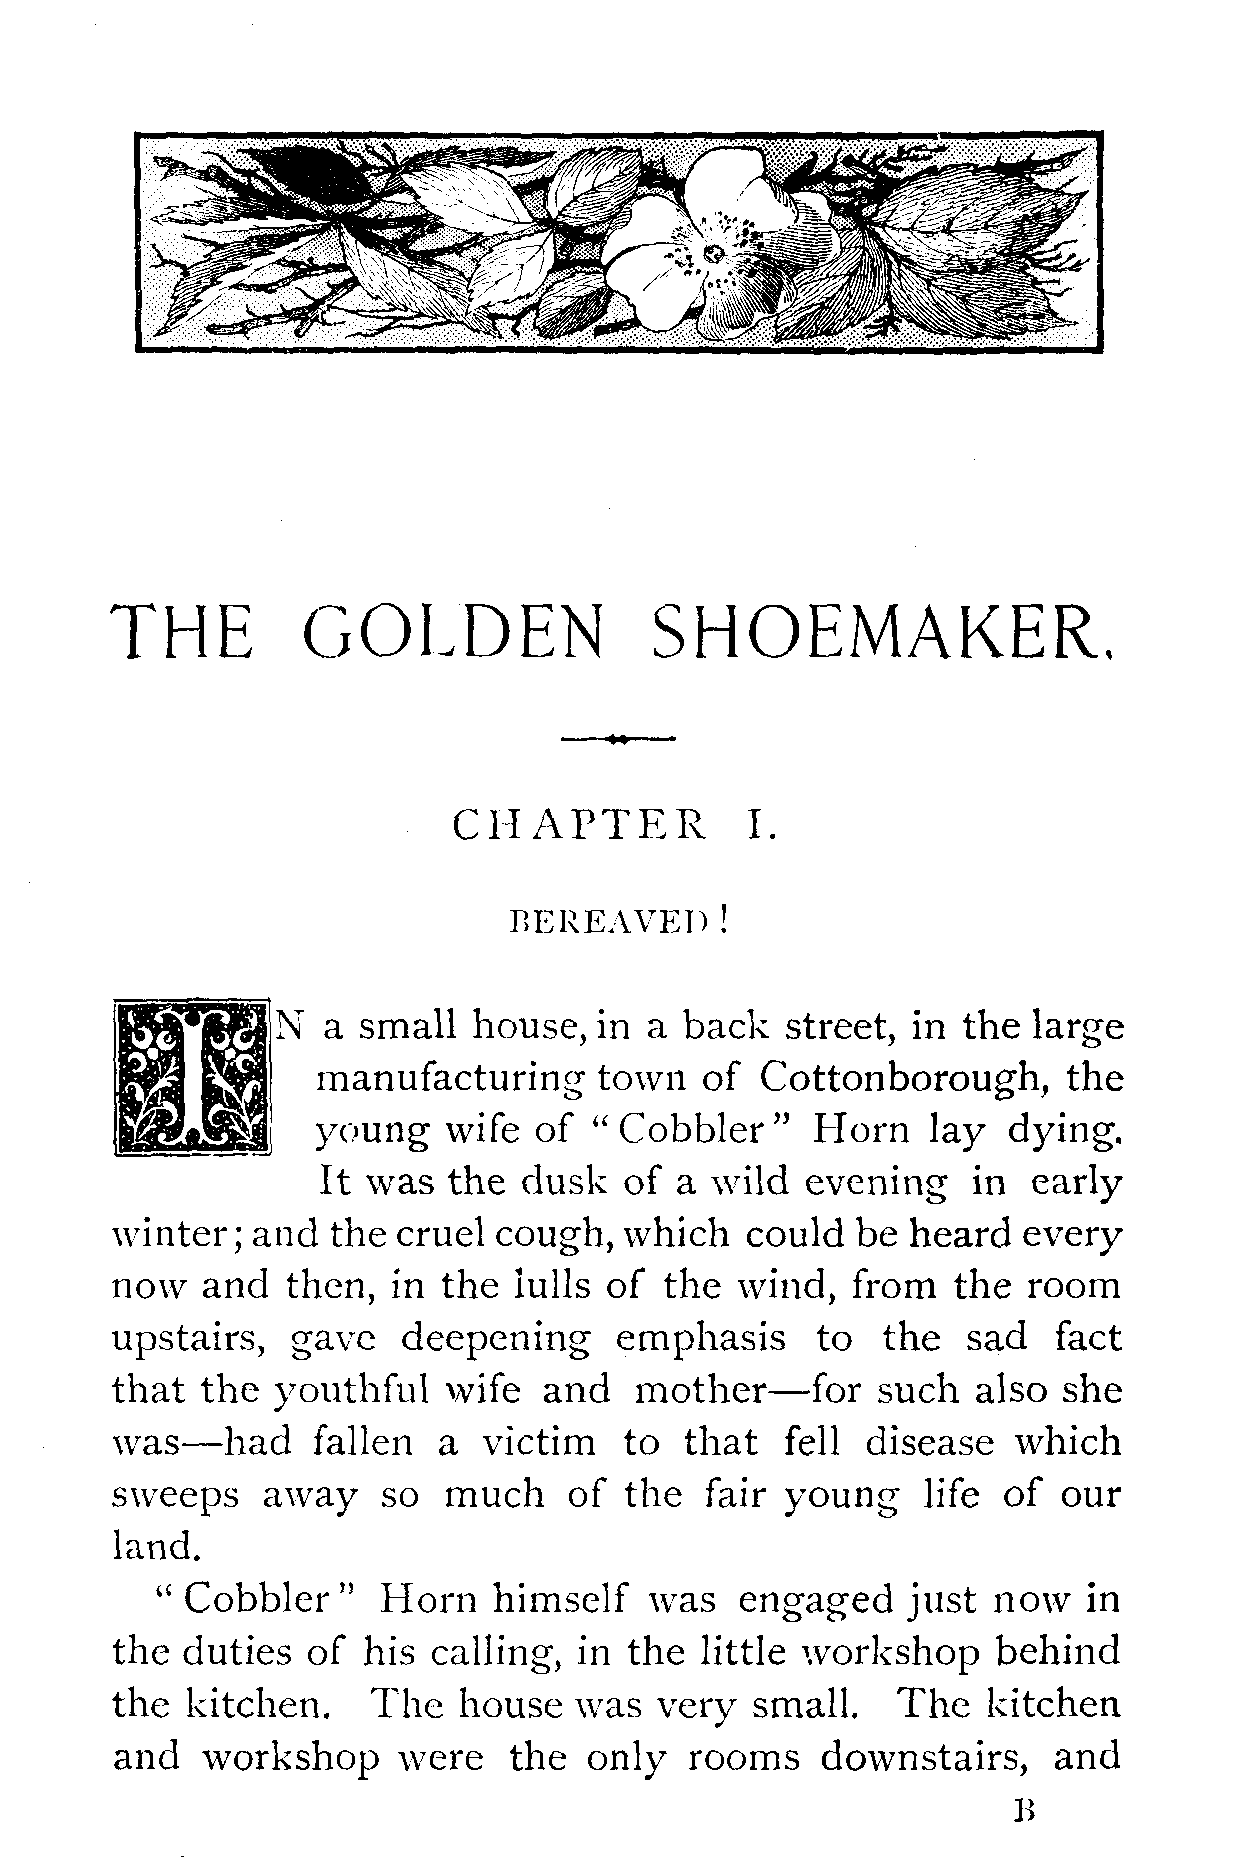 THE GOLDEN SHOEMAKER.
CHAPTER I.
BEREAVED!
IN a small house, in a back street, in the large
manufacturing town of Cottonborough, the
young wife of “Cobbler” Horn lay dying.
It was the dusk of a wild evening in early
winter; and the cruel cough, which could be heard every
now and then, in the lulls of the wind, from the room
upstairs, gave deepening emphasis to the sad fact
that the youthful wife and mother—for such also she
was—had fallen a victim to that fell disease which
sweeps away so much of the fair young life of our
land.
“Cobbler” Horn himself was engaged just now in
the duties of his calling, in the little workshop behind
the kitchen. The house was very small. The kitchen
and workshop were the only rooms downstairs, and
B